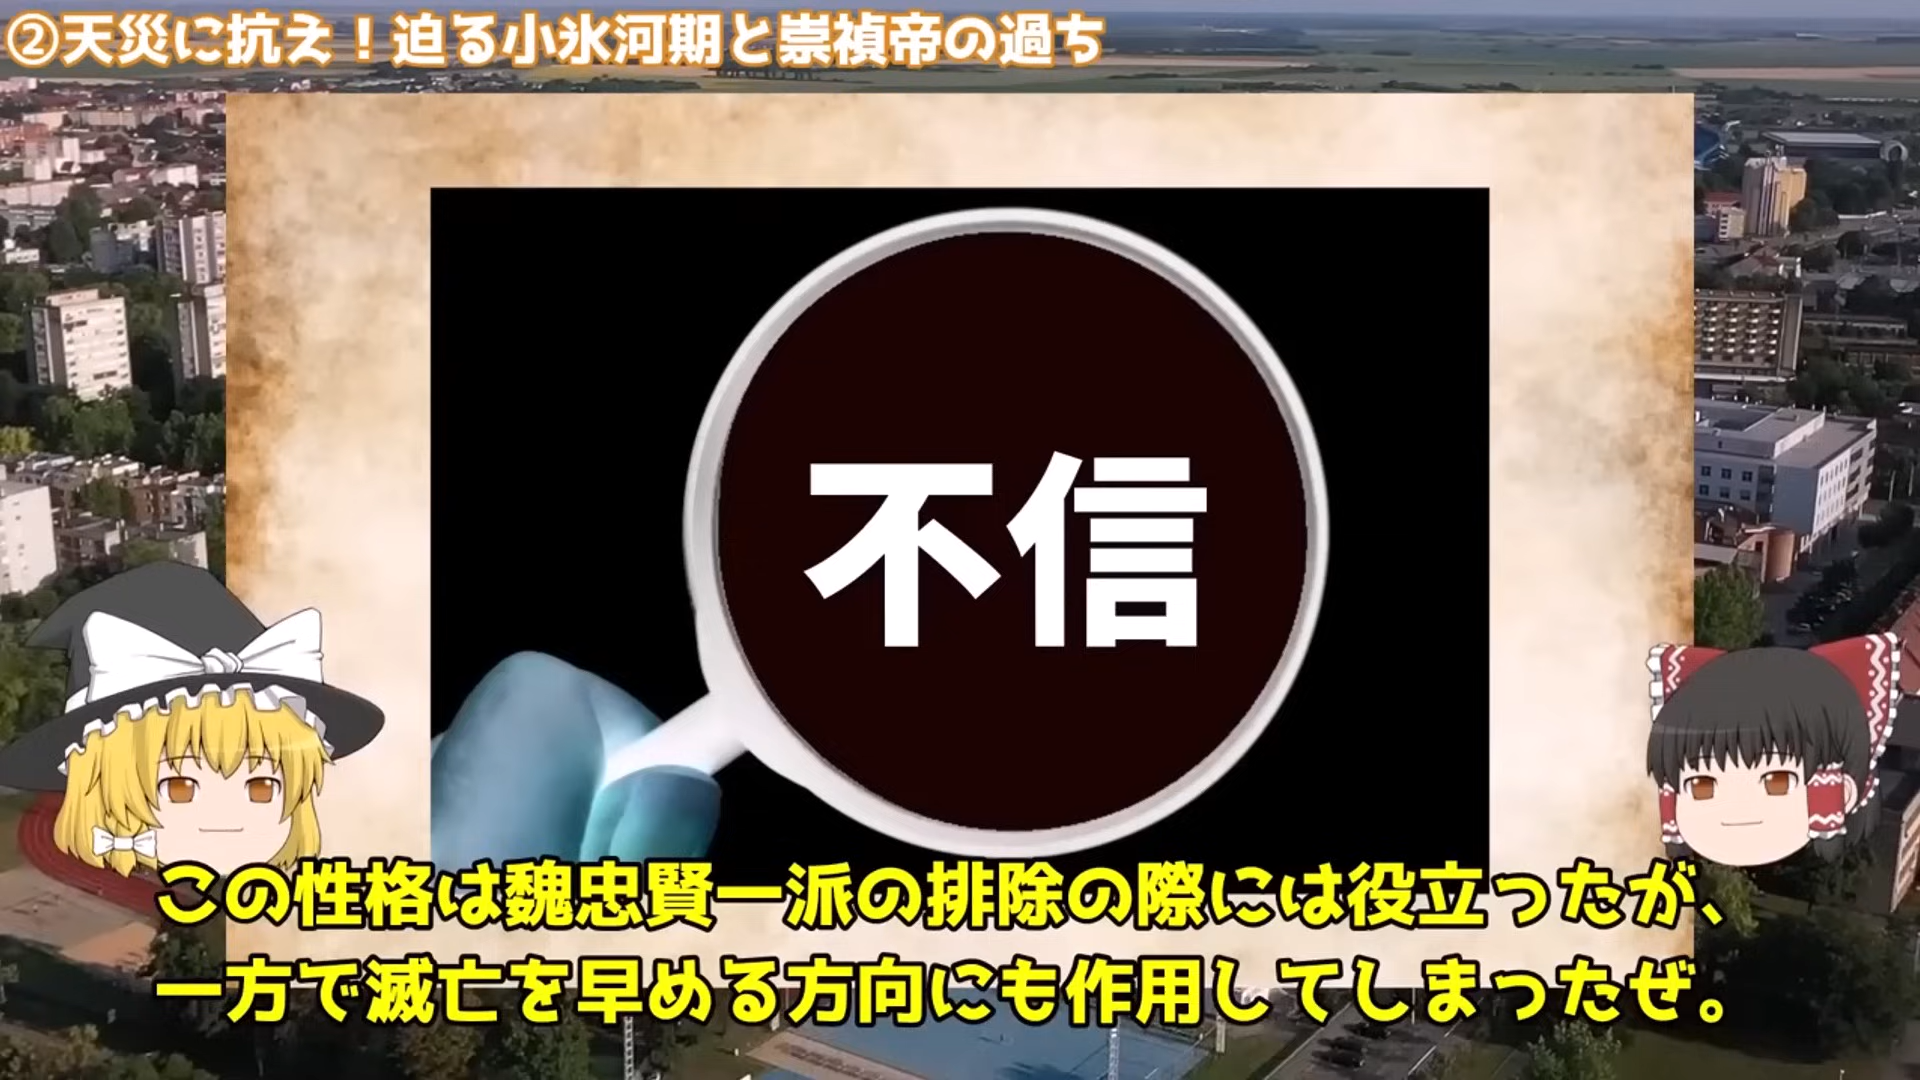 ②天災に抗え！迫る小氷河期と崇禎帝の過ち
不信
この性格は魏忠賢一派の排除の際には役立ったが、
一方で滅亡を早める方向にも作用してしまったぜ。